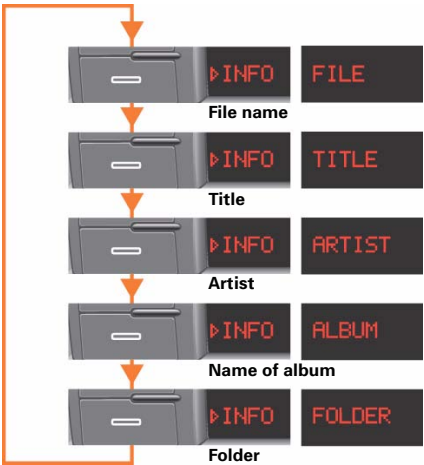 ▷INFO FILE
File name
▷INFO TITLE
Title
▷INFO ARTIST
Artist
▷INFO ALBUM
Name of album
▷INFO FOLDER
Folder